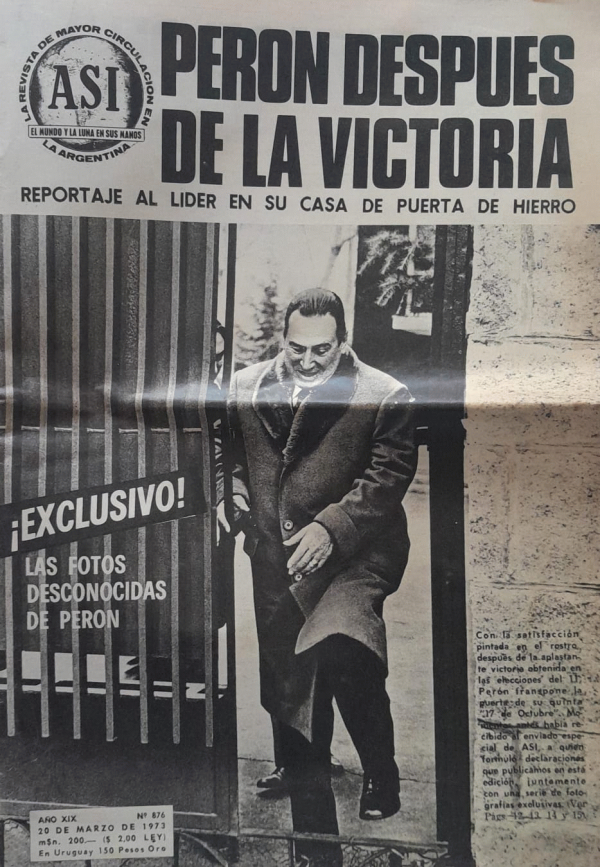 LA REVISTA DE MAYOR CIRCULACION EN
LA ARGENTINA
ASI
EL MUNDO Y LA LUNA EN SUS MANOS
PERON DESPUES
DE LA VICTORIA
REPORTAJE AL LIDER EN SU CASA DE PUERTA DE HIERRO
¡EXCLUSIVO!
LAS FOTOS
DESCONOCIDAS
DE PERON
Con la satisfacción
pintada en el rostro
después de la aplastan-
te victoria obtenida en
las elecciones del 11,
Perón transpone la
puerta de su quinta
"17 de Octubre". Mo-
mentos antes había re-
cibido al enviado espe-
cial de ASI, a quien
formuló declaraciones
que publicamos en esta
edición, juntamente
con una serie de foto-
grafías exclusivas. (Ver
Pág. 12, 13, 14 y 15).
AÑO XIX Nº 876
20 DE MARZO DE 1973
m$n. 200.— ($ 2,00 LEY)
En Uruguay 150 Pesos Oro